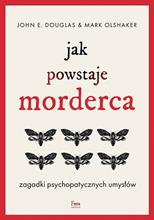 JOHN E. DOUGLAS & MARK OLSHAKER
jak
powstaje
morderca
zagadki psychopatycznych umysłów